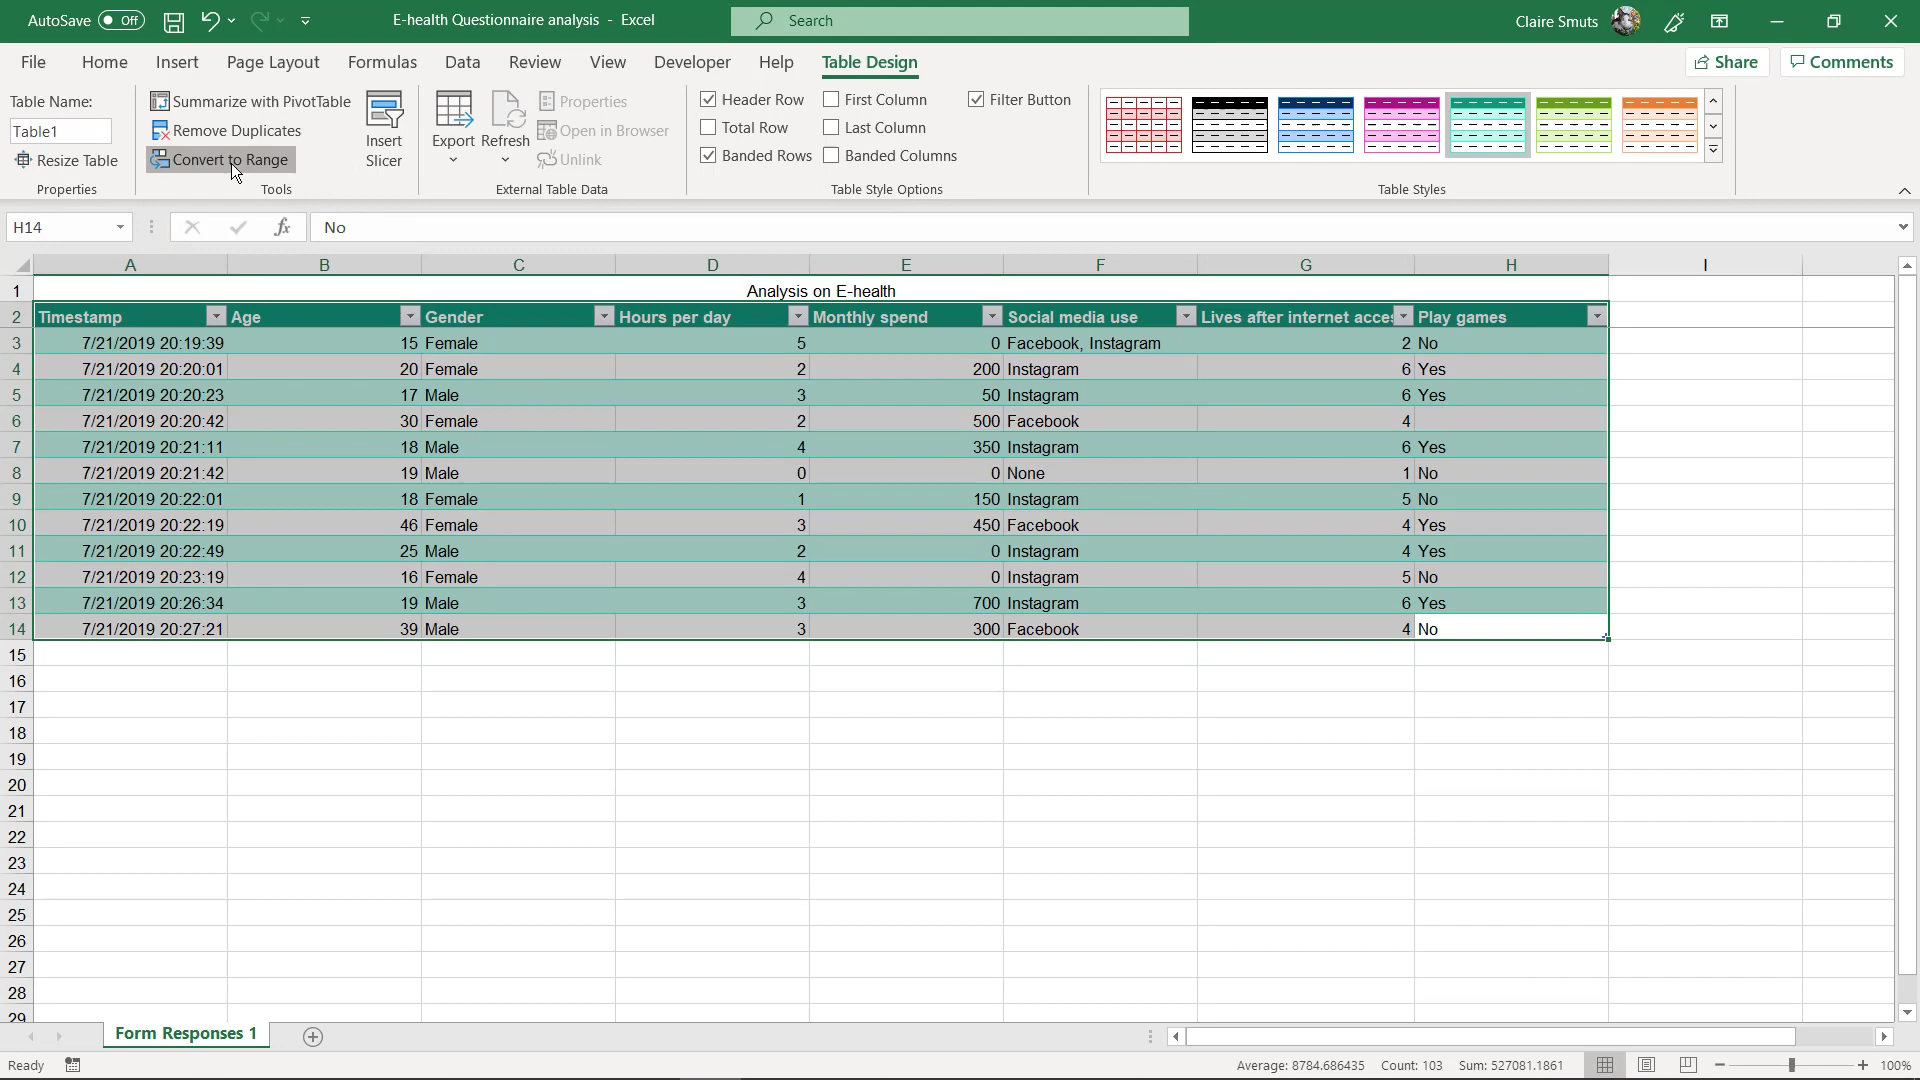 AutoSave Off
E-health Questionnaire analysis - Excel
Search
Claire Smuts
File Home Insert Page Layout Formulas Data Review View Developer Help Table Design
Share Comments
Table Name:
Table1
Resize Table
Properties
Summarize with PivotTable
Remove Duplicates
Convert to Range
Tools
Insert
Slicer
Export Refresh
Properties
Open in Browser
Unlink
External Table Data
Header Row First Column Filter Button
Total Row Last Column
Banded Rows Banded Columns
Table Style Options
Table Styles
H14 fx No
A B C D E F G H I
1 Analysis on E-health
2 Timestamp Age Gender Hours per day Monthly spend Social media use Lives after internet acces Play games
3 7/21/2019 20:19:39 15 Female 5 0 Facebook, Instagram 2 No
4 7/21/2019 20:20:01 20 Female 2 200 Instagram 6 Yes
5 7/21/2019 20:20:23 17 Male 3 50 Instagram 6 Yes
6 7/21/2019 20:20:42 30 Female 2 500 Facebook 4
7 7/21/2019 20:21:11 18 Male 4 350 Instagram 6 Yes
8 7/21/2019 20:21:42 19 Male 0 0 None 1 No
9 7/21/2019 20:22:01 18 Female 1 150 Instagram 5 No
10 7/21/2019 20:22:19 46 Female 3 450 Facebook 4 Yes
11 7/21/2019 20:22:49 25 Male 2 0 Instagram 4 Yes
12 7/21/2019 20:23:19 16 Female 4 0 Instagram 5 No
13 7/21/2019 20:26:34 19 Male 3 700 Instagram 6 Yes
14 7/21/2019 20:27:21 39 Male 3 300 Facebook 4 No
15
16
17
18
19
20
21
22
23
24
25
26
27
28
29
Form Responses 1
Ready
Average: 8784.686435 Count: 103 Sum: 527081.1861 100%